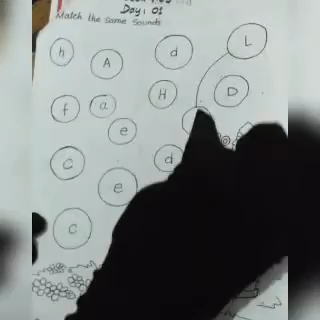 Day: 01
Match the same sounds
h A d L
f a H D
e
C e d
C